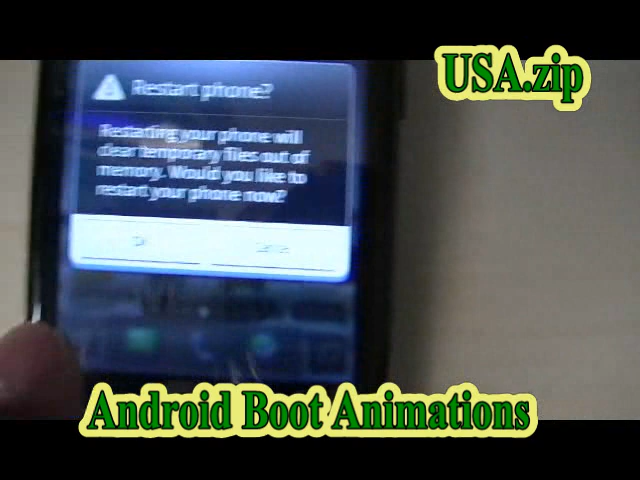 USA.zip
Restart phone?
Restarting your phone will
clear temporary files out of
memory. Would you like to
restart your phone now?
Android Boot Animations